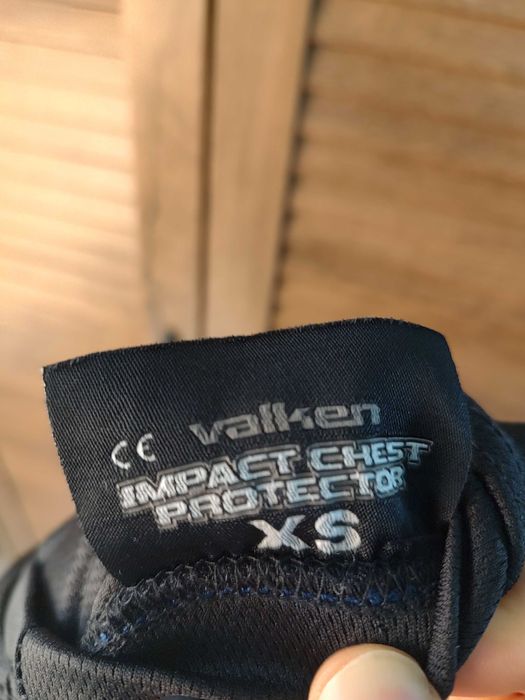 CE valken
IMPACT CHEST
PROTECTOR
XS